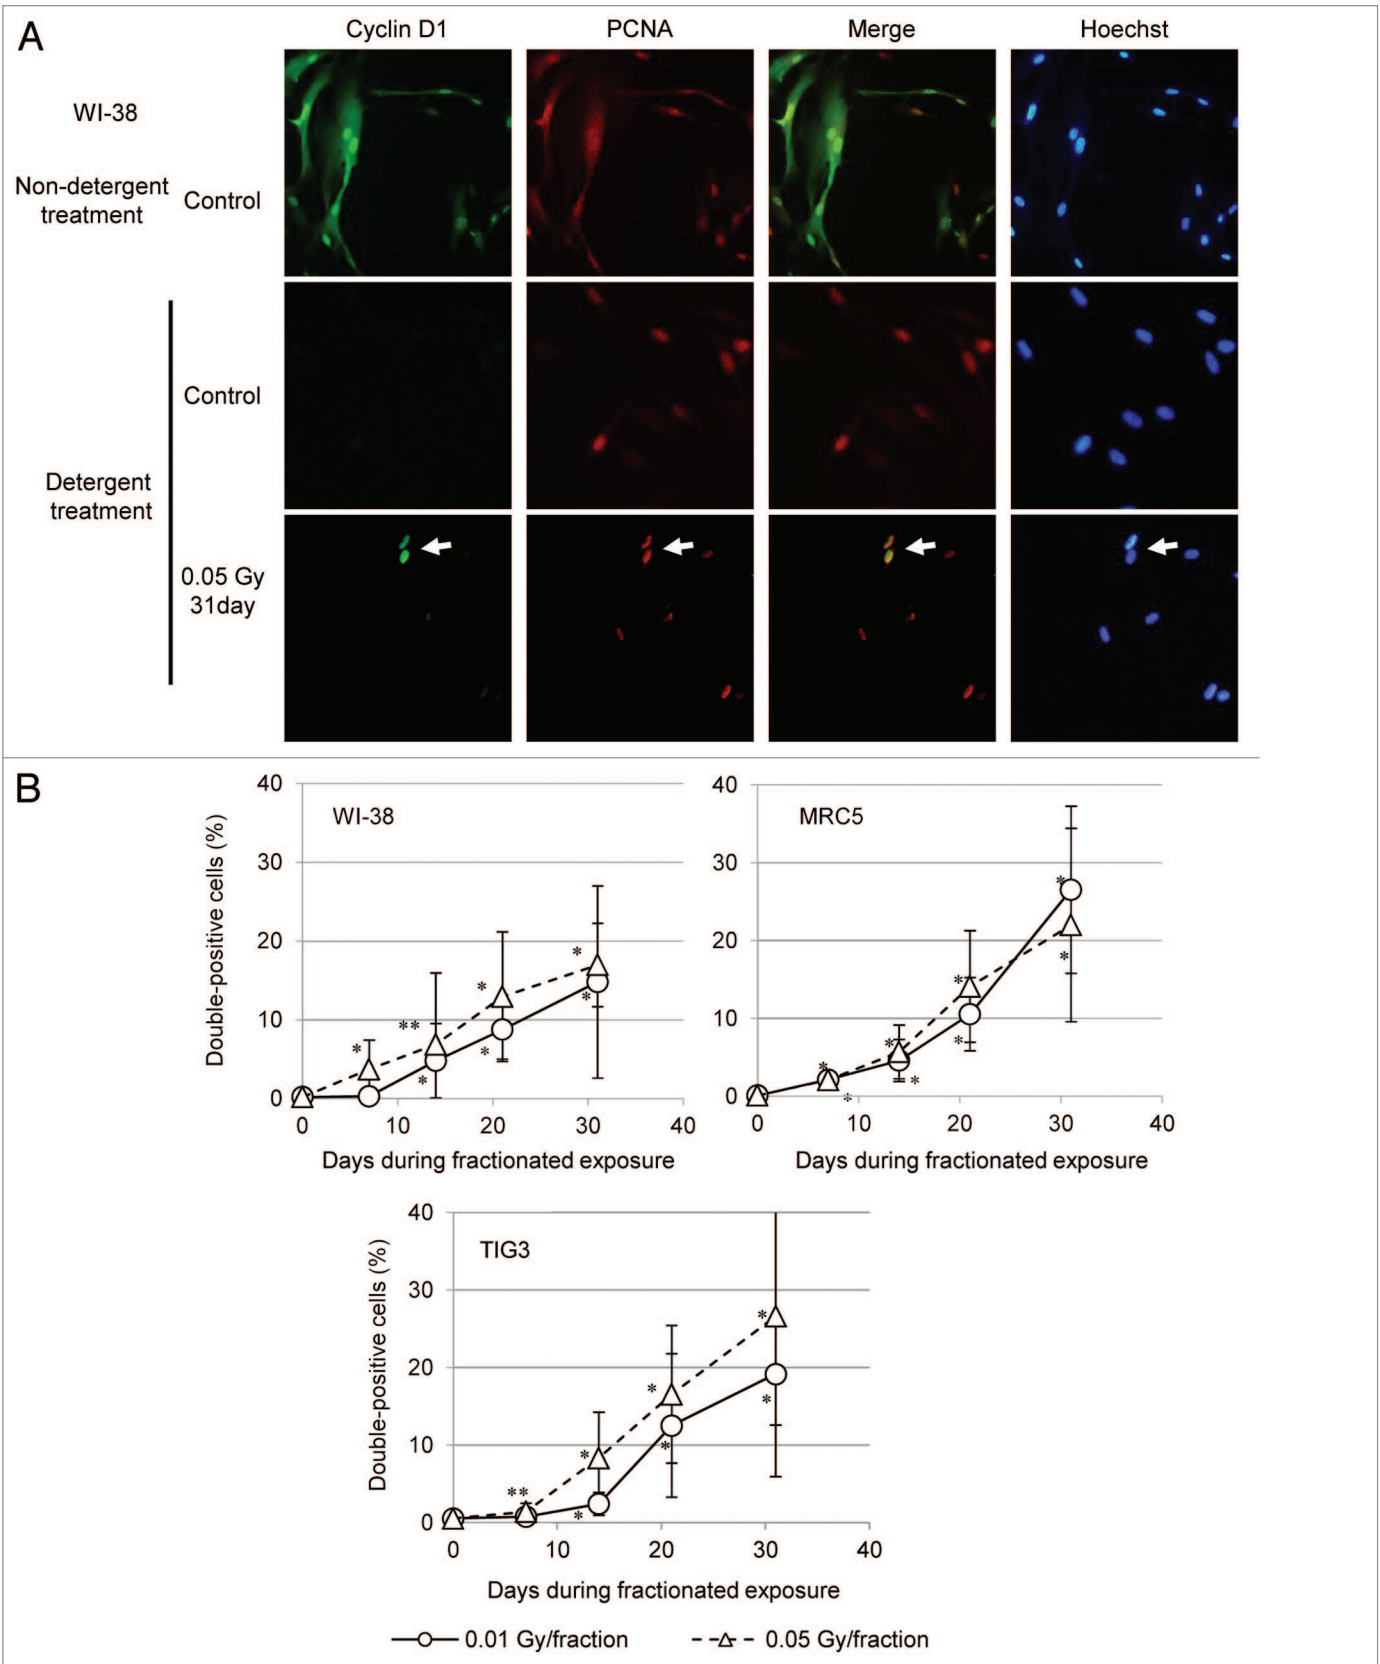 A
Cyclin D1
PCNA
Merge
Hoechst
WI-38
Non-detergent
treatment
Control
Control
Detergent
treatment
0.05 Gy
31day
B
40
30
20
10
0
Double-positive cells (%)
WI-38
*
**
*
*
*
*
*
0 10 20 30 40
Days during fractionated exposure
40
30
20
10
0
MRC5
*
*
*
*
*
*
*
*
0 10 20 30 40
Days during fractionated exposure
40
30
20
10
0
Double-positive cells (%)
TIG3
**
*
*
*
*
*
*
0 10 20 30 40
Days during fractionated exposure
0.01 Gy/fraction
0.05 Gy/fraction